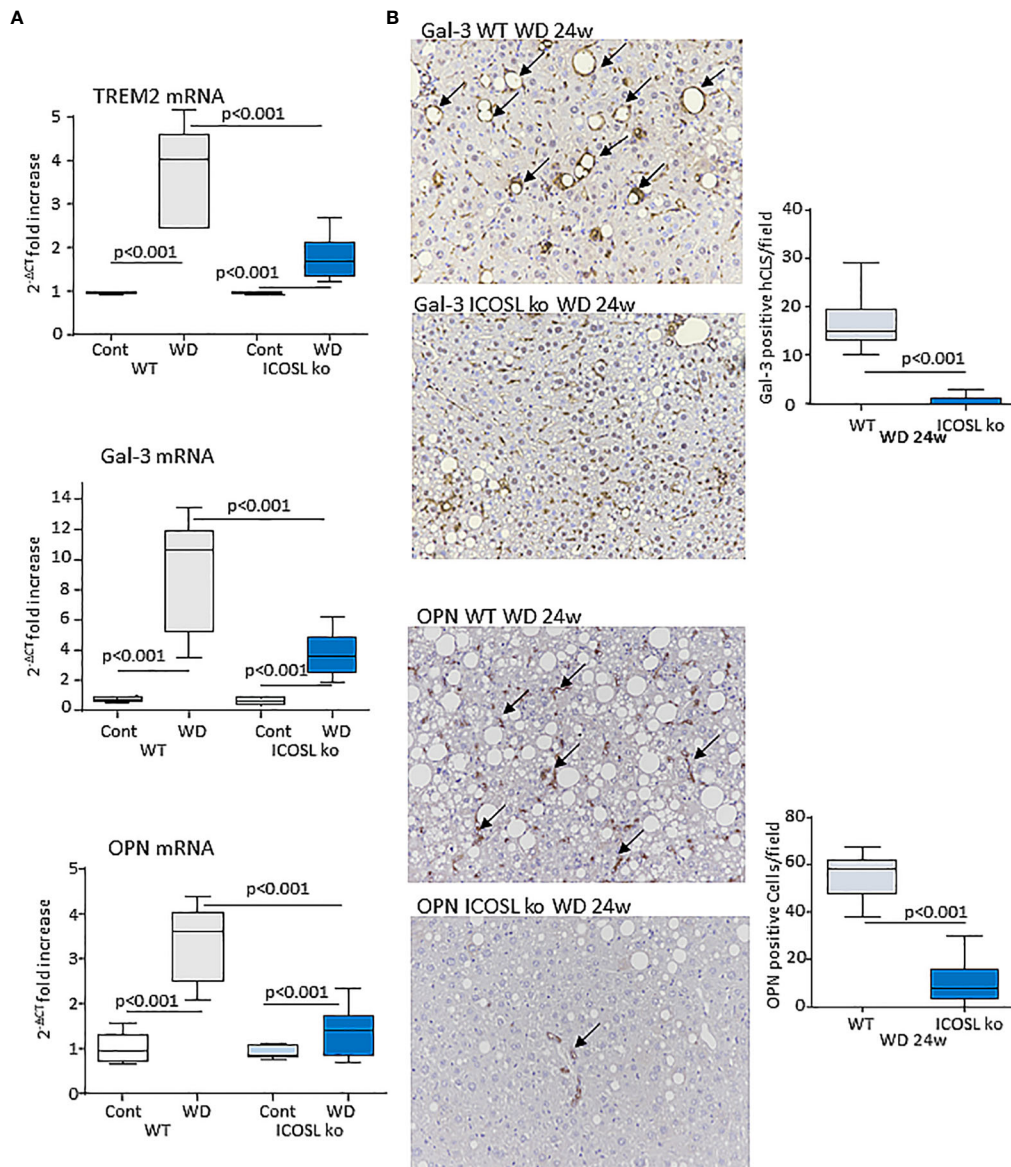 A
TREM2 mRNA
2-ΔCT fold increase
5
4
3
2
1
0
p<0.001
p<0.001
p<0.001
Cont WD Cont WD
WT ICOSL ko
Gal-3 mRNA
2-ΔCT fold increase
14
12
10
8
6
4
2
0
p<0.001
p<0.001
p<0.001
Cont WD Cont WD
WT ICOSL ko
OPN mRNA
2-ΔCT fold increase
5
4
3
2
1
0
p<0.001
p<0.001
p<0.001
Cont WD Cont WD
WT ICOSL ko
B
Gal-3 WT WD 24w
Gal-3 ICOSL ko WD 24w
Gal-3 positive hCLS/field
40
30
20
10
0
p<0.001
WT ICOSL ko
WD 24w
OPN WT WD 24w
OPN ICOSL ko WD 24w
OPN positive Cells/field
80
60
40
20
0
p<0.001
WT ICOSL ko
WD 24w